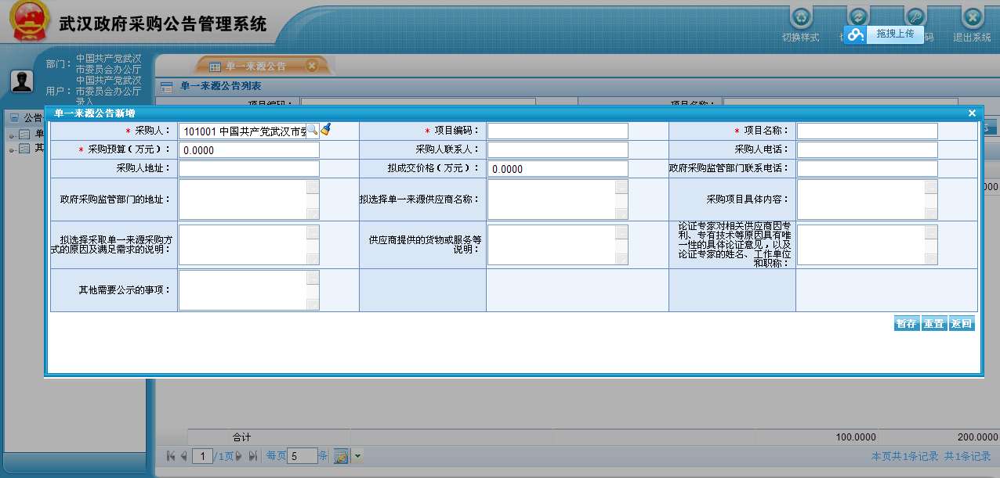 武汉政府采购公告管理系统
切换样式
拖拽上传
码
退出系统
部门：
中国共产党武汉
市委员会办公厅
用户：
中国共产党武汉
市委员会办公厅
录入
单一来源公告
单一来源公告列表
项目编码：
项目名称：
公告
单
其
单一来源公告新增
* 采购人：
101001 中国共产党武汉市委
* 项目编码：
* 项目名称：
* 采购预算（万元）：
0.0000
采购人联系人：
采购人电话：
采购人地址：
拟成交价格（万元）：
0.0000
政府采购监管部门联系电话：
政府采购监管部门的地址：
拟选择单一来源供应商名称：
采购项目具体内容：
拟选择采取单一来源采购方
式的原因及满足需求的说明：
供应商提供的货物或服务等
说明：
论证专家对相关供应商因专
利、专有技术等原因具有唯
一性的具体论证意见，以及
论证专家的姓名、工作单位
和职称：
其他需要公示的事项：
暂存
重置
返回
000
合计
100.0000
200.0000
1
/1页
每页
5
条
本页共1条记录
共1条记录